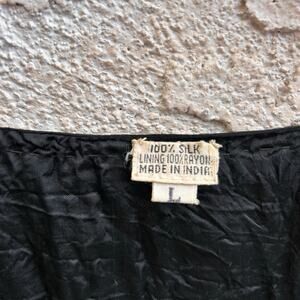 100% SILK
LINING 100% RAYON
MADE IN INDIA
L